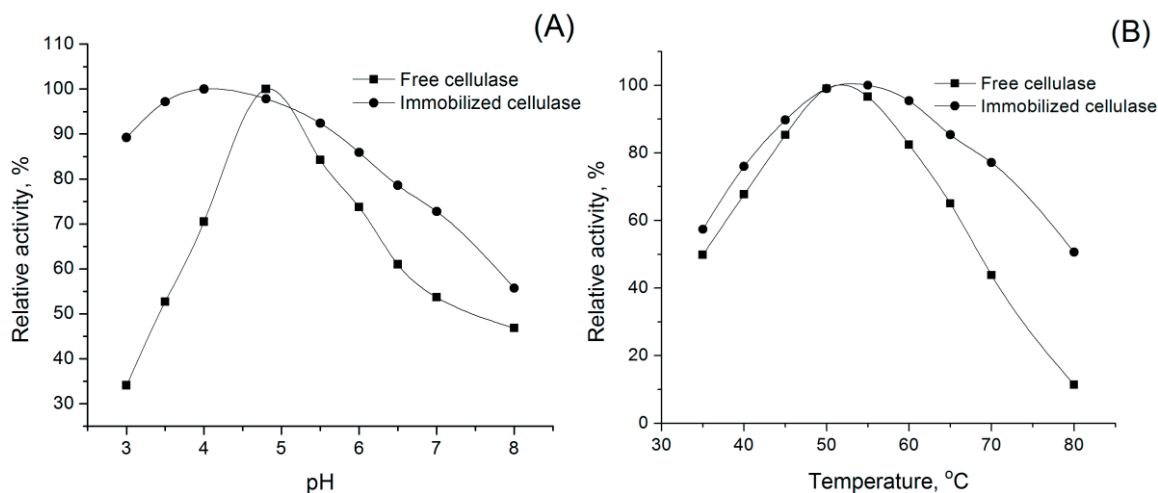 (A)
Free cellulase
Immobilized cellulase
Relative activity, %
110
100
90
80
70
60
50
40
30
3 4 5 6 7 8
pH
(B)
Free cellulase
Immobilized cellulase
Relative activity, %
100
80
60
40
20
0
30 40 50 60 70 80
Temperature, °C